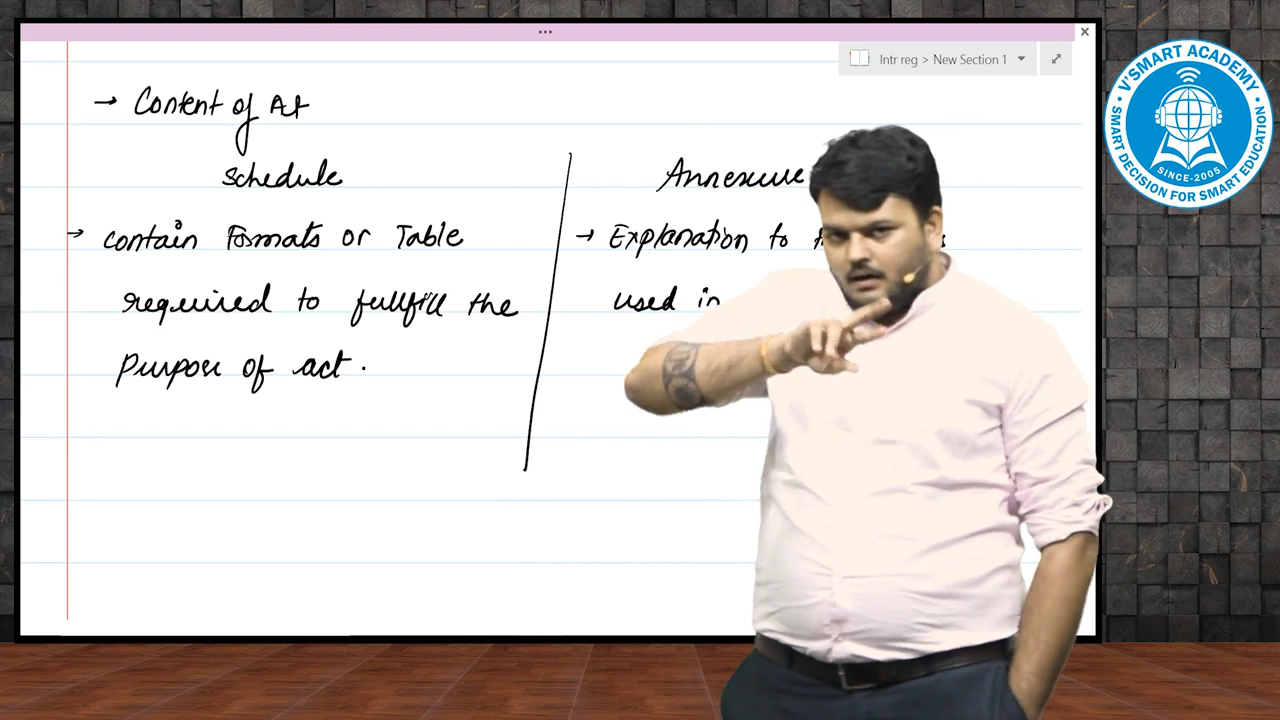 Intr reg > New Section 1
→ Content of Act
Schedule
→ contain Formats or Table
required to fullfill the
Purpose of act.
Annexure
→ Explanation to
used in
V'SMART ACADEMY
SINCE-2005
SMART DECISION FOR SMART EDUCATION